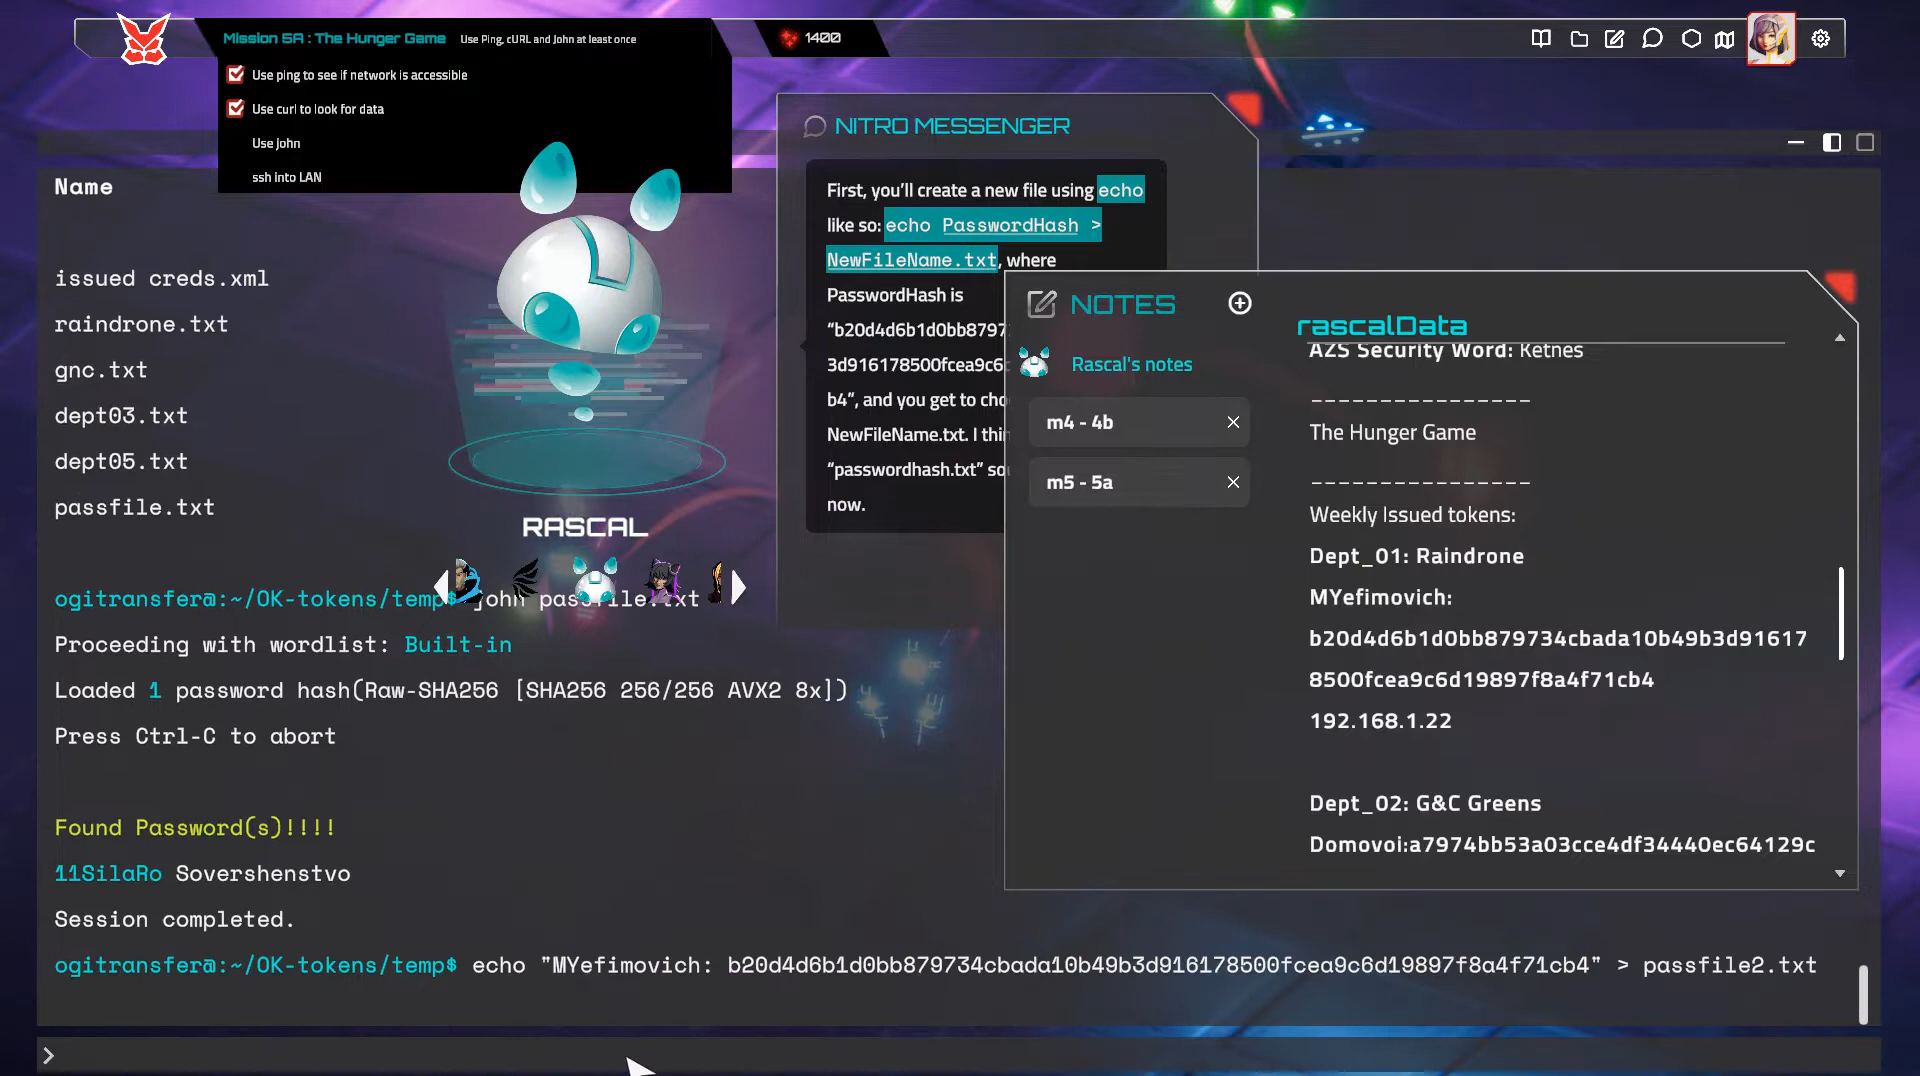 Mission 5A : The Hunger Game Use Ping, cURL and John at least once
Use ping to see if network is accessible
Use curl to look for data
Use john
ssh into LAN
1400
NITRO MESSENGER
First, you'll create a new file using echo
like so: echo PasswordHash >
NewFileName.txt, where
PasswordHash is
"b20d4d6b1d0bb8797
3d916178500fcea9c6
b4", and you get to cho
NewFileName.txt. I thin
"passwordhash.txt" so
now.
NOTES
Rascal's notes
m4 - 4b
m5 - 5a
rascalData
AZS Security Word: Ketnes
_______________
The Hunger Game
_______________
Weekly Issued tokens:
Dept_01: Raindrone
MYefimovich:
b20d4d6b1d0bb879734cbada10b49b3d91617
8500fcea9c6d19897f8a4f71cb4
192.168.1.22
Dept_02: G&C Greens
Domovoi:a7974bb53a03cce4df34440ec64129c
RASCAL
Name
issued creds.xml
raindrone.txt
gnc.txt
dept03.txt
dept05.txt
passfile.txt
ogitransfer@:~/OK-tokens/temp$ john passfile.txt
Proceeding with wordlist: Built-in
Loaded 1 password hash(Raw-SHA256 [SHA256 256/256 AVX2 8x])
Press Ctrl-C to abort
Found Password(s)!!!!
11SilaRo Sovershenstvo
Session completed.
ogitransfer@:~/OK-tokens/temp$ echo "MYefimovich: b20d4d6b1d0bb879734cbada10b49b3d916178500fcea9c6d19897f8a4f71cb4" > passfile2.txt
>